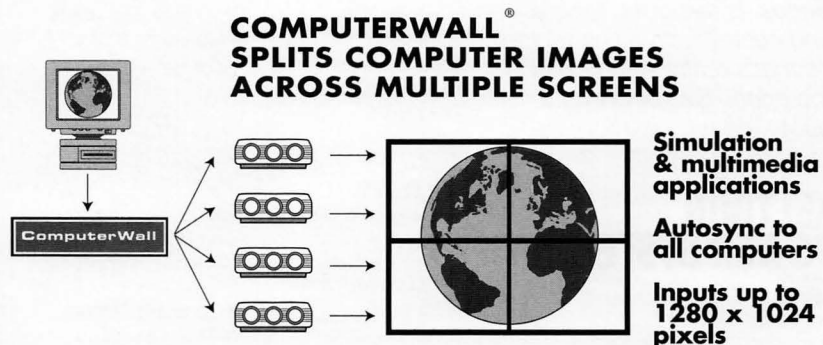 COMPUTERWALL®
SPLITS COMPUTER IMAGES
ACROSS MULTIPLE SCREENS
ComputerWall
Simulation
& multimedia
applications
Autosync to
all computers
Inputs up to
1280 x 1024
pixels